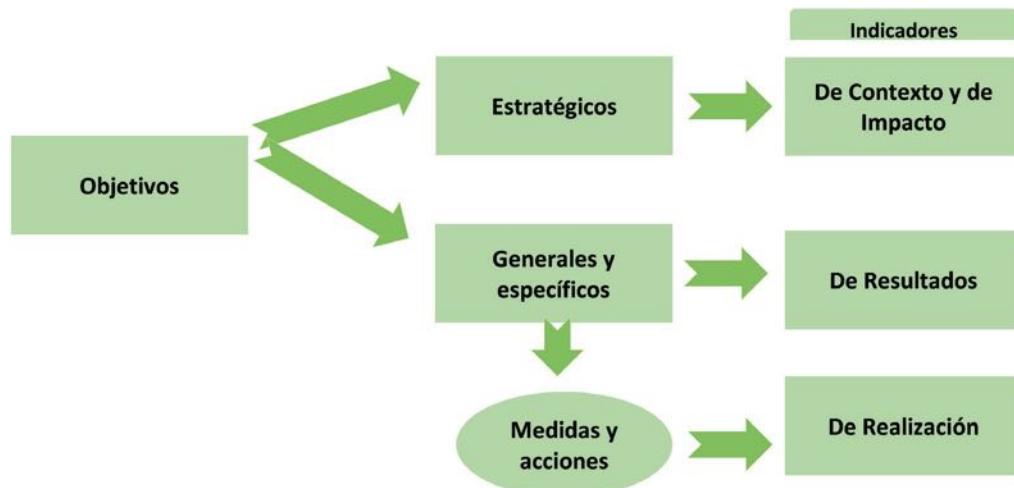 Indicadores
Estratégicos
De Contexto y de
Impacto
Objetivos
Generales y
específicos
De Resultados
Medidas y
acciones
De Realización